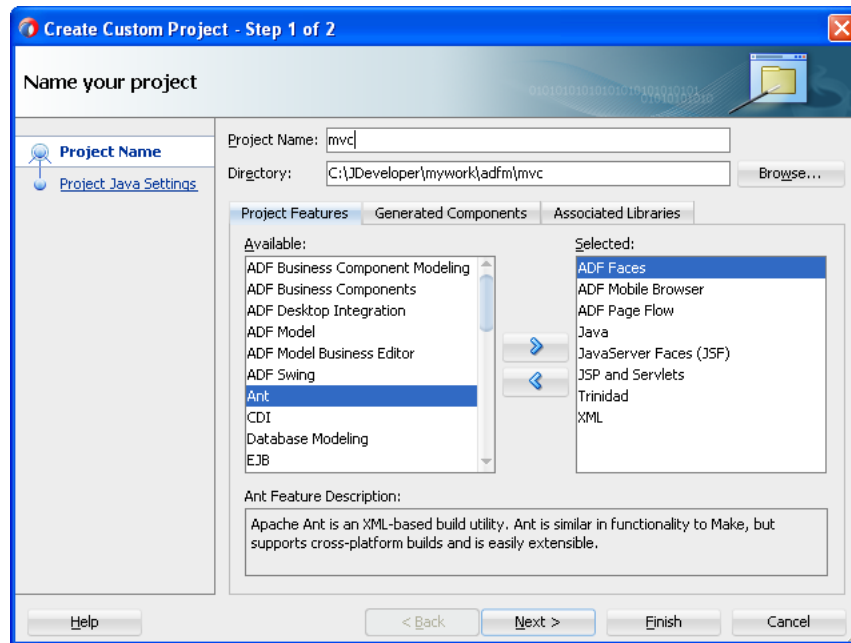 Create Custom Project - Step 1 of 2
Name your project
010101010101010101010101010101
01010101010
Project Name
Project Java Settings
Project Name: mvc
Directory: C:\JDeveloper\mywork\adfm\mvc Browse...
Project Features Generated Components Associated Libraries
Available:
ADF Business Component Modeling
ADF Business Components
ADF Desktop Integration
ADF Model
ADF Model Business Editor
ADF Swing
Ant
CDI
Database Modeling
EJB
Selected:
ADF Faces
ADF Mobile Browser
ADF Page Flow
Java
JavaServer Faces (JSF)
JSP and Servlets
Trinidad
XML
Ant Feature Description:
Apache Ant is an XML-based build utility. Ant is similar in functionality to Make, but
supports cross-platform builds and is easily extensible.
Help < Back Next > Finish Cancel